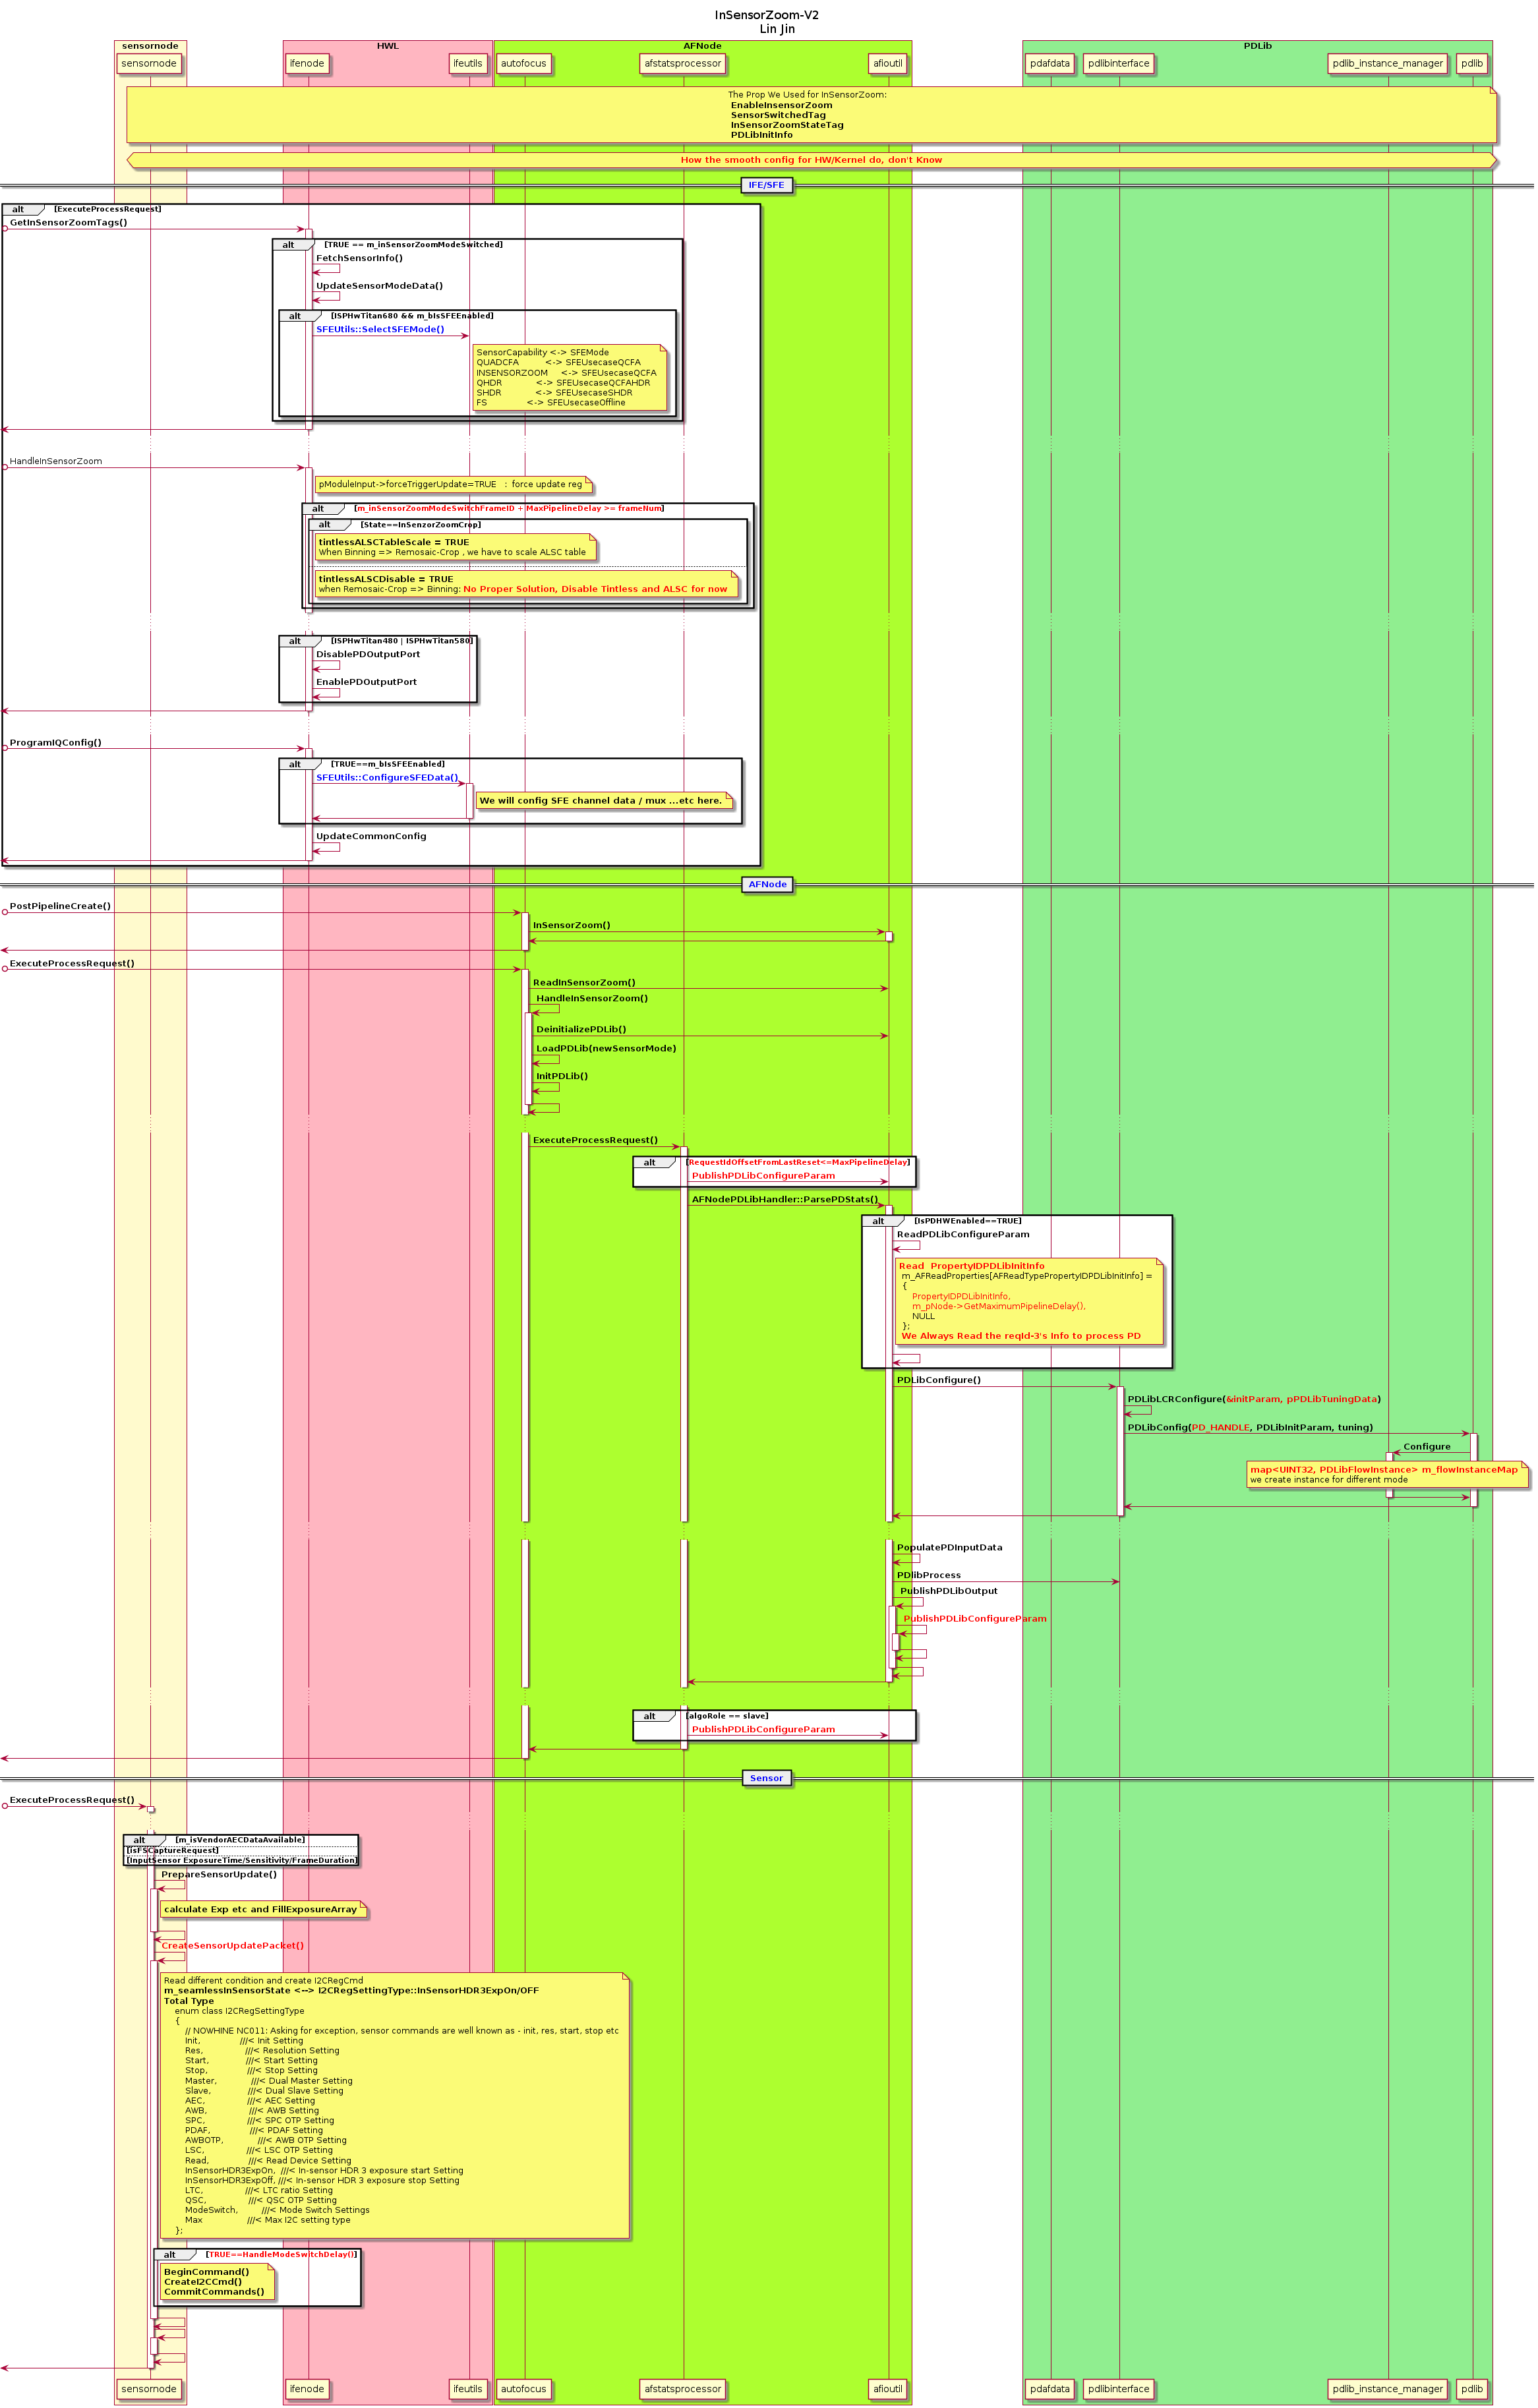 InSensorZoom-V2
Lin Jin
sensornode
HWL
AFNode
PDLib
sensornode
ifenode
ifeutils
autofocus
afstatsprocessor
afioutil
pdafdata
pdlibinterface
pdlib_instance_manager
pdlib
The Prop We Used for InSensorZoom:
EnableInsensorZoom
SensorSwitchedTag
InSensorZoomStateTag
PDLibInitInfo
How the smooth config for HW/Kernel do, don't Know
IFE/SFE
alt [ExecuteProcessRequest]
GetInSensorZoomTags()
alt [TRUE == m_inSensorZoomModeSwitched]
FetchSensorInfo()
UpdateSensorModeData()
alt [ISPHwTitan680 && m_bIsSFEEnabled]
SFEUtils::SelectSFEMode()
SensorCapability <-> SFEMode
QUADCFA <-> SFEUsecaseQCFA
INSENSORZOOM <-> SFEUsecaseQCFA
QHDR <-> SFEUsecaseQCFAHDR
SHDR <-> SFEUsecaseSHDR
FS <-> SFEUsecaseOffline
HandleInSensorZoom
pModuleInput->forceTriggerUpdate=TRUE : force update reg
alt [m_inSensorZoomModeSwitchFrameID + MaxPipelineDelay >= frameNum]
alt [State==InSenzorZoomCrop]
tintlessALSCTableScale = TRUE
When Binning => Remosaic-Crop , we have to scale ALSC table
tintlessALSCDisable = TRUE
when Remosaic-Crop => Binning: No Proper Solution, Disable Tintless and ALSC for now
alt [ISPHwTitan480 | ISPHwTitan580]
DisablePDOutputPort
EnablePDOutputPort
ProgramIQConfig()
alt [TRUE==m_bIsSFEEnabled]
SFEUtils::ConfigureSFEData()
We will config SFE channel data / mux ...etc here.
UpdateCommonConfig
AFNode
PostPipelineCreate()
InSensorZoom()
ExecuteProcessRequest()
ReadInSensorZoom()
HandleInSensorZoom()
DeinitializePDLib()
LoadPDLib(newSensorMode)
InitPDLib()
ExecuteProcessRequest()
alt [RequestIdOffsetFromLastReset<=MaxPipelineDelay]
PublishPDLibConfigureParam
AFNodePDLibHandler::ParsePDStats()
alt [IsPDHWEnabled==TRUE]
ReadPDLibConfigureParam
Read PropertyIDPDLibInitInfo
m_AFReadProperties[AFReadTypePropertyIDPDLibInitInfo] =
{
PropertyIDPDLibInitInfo,
m_pNode->GetMaximumPipelineDelay(),
NULL
};
We Always Read the reqId-3's Info to process PD
PDLibConfigure()
PDLibLCRConfigure(&initParam, pPDLibTuningData)
PDLibConfig(PD_HANDLE, PDLibInitParam, tuning)
Configure
map<UINT32, PDLibFlowInstance> m_flowInstanceMap
we create instance for different mode
PopulatePDInputData
PDlibProcess
PublishPDLibOutput
PublishPDLibConfigureParam
alt [algoRole == slave]
PublishPDLibConfigureParam
Sensor
ExecuteProcessRequest()
alt [m_isVendorAECDataAvailable]
[isFSCaptureRequest]
[InputSensor ExposureTime/Sensitivity/FrameDuration]
PrepareSensorUpdate()
calculate Exp etc and FillExposureArray
CreateSensorUpdatePacket()
Read different condition and create I2CRegCmd
m_seamlessInSensorState <--> I2CRegSettingType::InSensorHDR3ExpOn/OFF
Total Type
enum class I2CRegSettingType
{
// NOWHINE NC011: Asking for exception, sensor commands are well known as - init, res, start, stop etc
Init, ///< Init Setting
Res, ///< Resolution Setting
Start, ///< Start Setting
Stop, ///< Stop Setting
Master, ///< Dual Master Setting
Slave, ///< Dual Slave Setting
AEC, ///< AEC Setting
AWB, ///< AWB Setting
SPC, ///< SPC OTP Setting
PDAF, ///< PDAF Setting
AWBOTP, ///< AWB OTP Setting
LSC, ///< LSC OTP Setting
Read, ///< Read Device Setting
InSensorHDR3ExpOn, ///< In-sensor HDR 3 exposure start Setting
InSensorHDR3ExpOff, ///< In-sensor HDR 3 exposure stop Setting
LTC, ///< LTC ratio Setting
QSC, ///< QSC OTP Setting
ModeSwitch, ///< Mode Switch Settings
Max ///< Max I2C setting type
};
alt [TRUE==HandleModeSwitchDelay()]
BeginCommand()
CreateI2CCmd()
CommitCommands()
sensornode
ifenode
ifeutils
autofocus
afstatsprocessor
afioutil
pdafdata
pdlibinterface
pdlib_instance_manager
pdlib